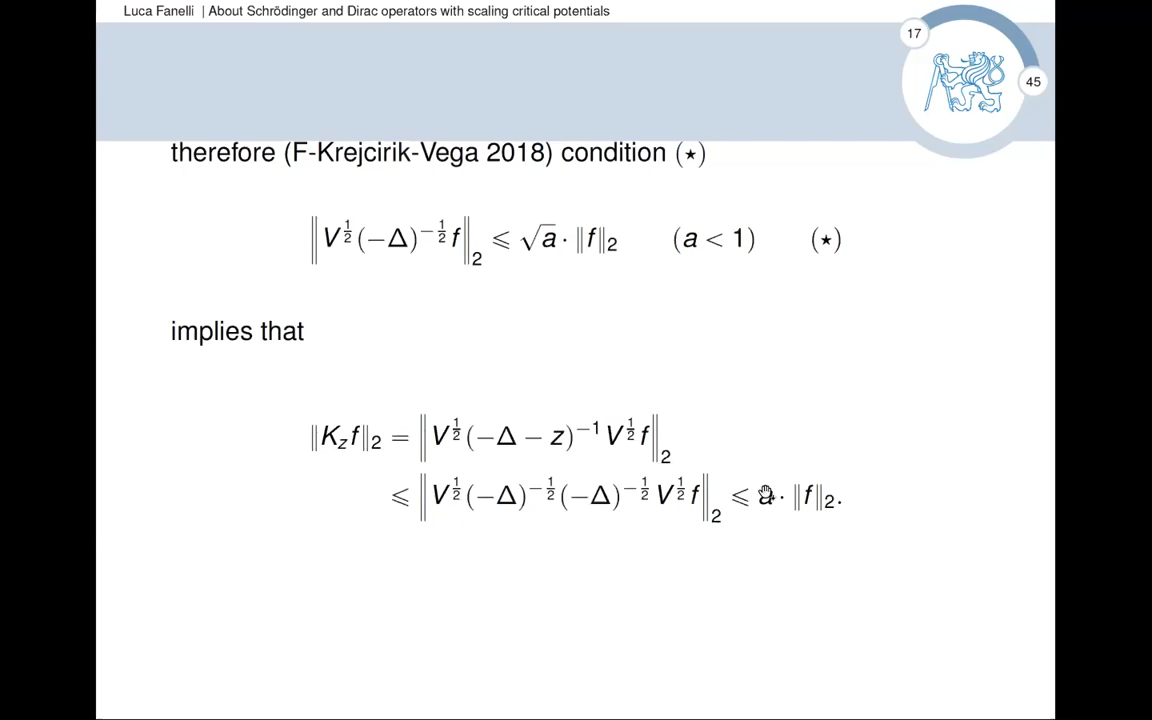 Luca Fanelli | About Schrödinger and Dirac operators with scaling critical potentials
17
45
therefore (F-Krejcirik-Vega 2018) condition (⋆)
‖V^{1/2}(−Δ)^{−1/2} f‖_2 ⩽ √a · ‖f‖_2 (a < 1) (⋆)
implies that
‖K_z f‖_2 = ‖V^{1/2}(−Δ − z)^{−1} V^{1/2} f‖_2
⩽ ‖V^{1/2}(−Δ)^{−1/2}(−Δ)^{−1/2} V^{1/2} f‖_2 ⩽ a · ‖f‖_2.